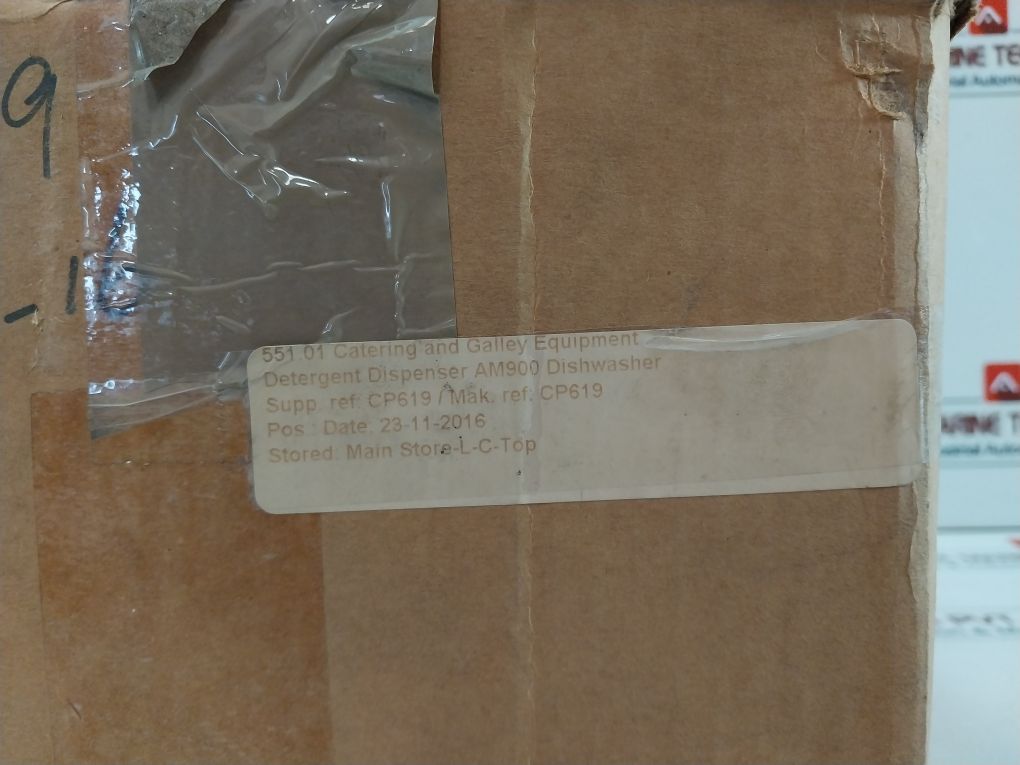 9
551.01 Catering and Galley Equipment
Detergent Dispenser AM900 Dishwasher
Supp. ref: CP619 / Mak. ref: CP619
Pos.: Date: 23-11-2016
Stored: Main Store-L-C-Top